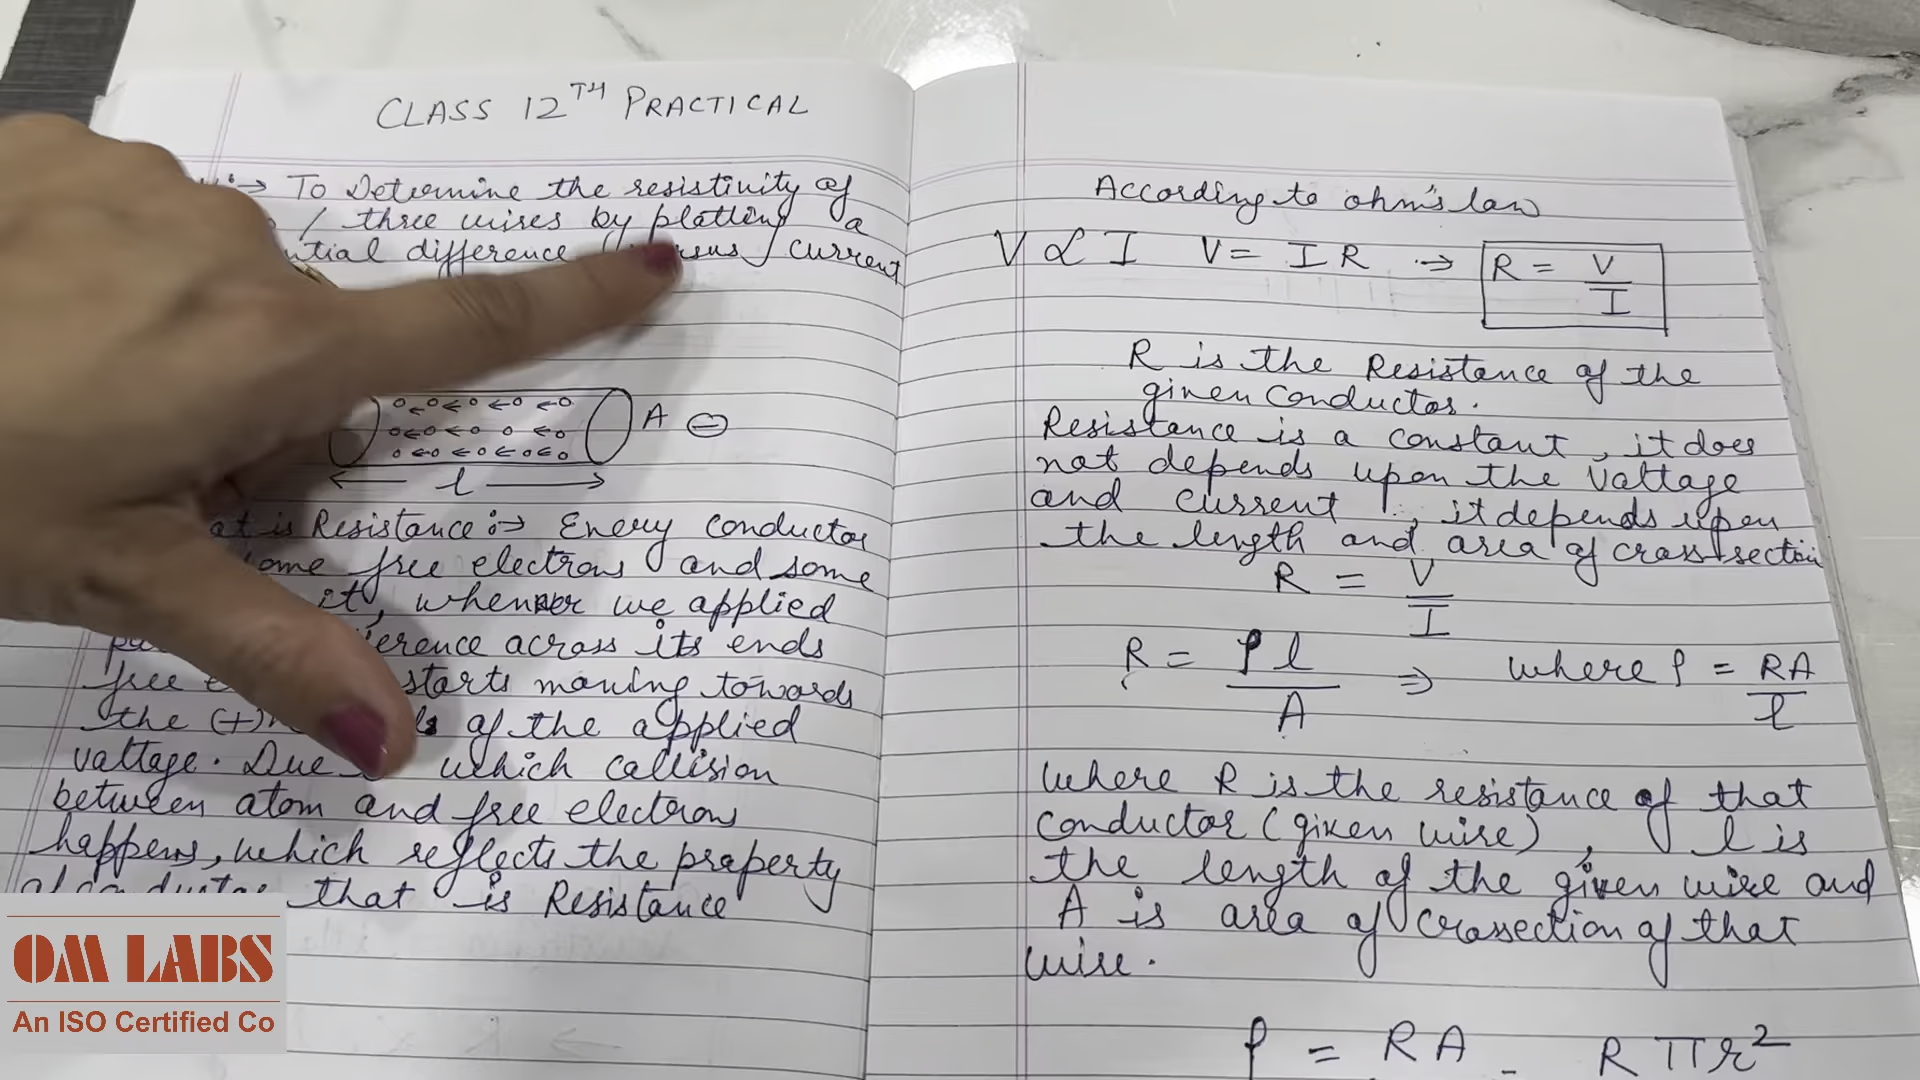 CLASS 12TH PRACTICAL
:→ To Determine the resistivity of
/ three wires by plotting a
difference current
A ⊖
l
Resistance :→ Every conductor
free electrons and some
it, whenever we applied
across its ends
free starts moving towards
the (+) of the applied
voltage. Due which collision
between atom and free electrons
happens, which reflects the property
that is Resistance
According to ohm's law
V ∝ I V = I R → R = V/I
R is the Resistance of the
given conductor.
Resistance is a constant, it does
not depends upon the voltage
and current, it depends upon
the length and area of cross section
R = V/I
R = ρl/A ⇒ where ρ = RA/l
where R is the resistance of that
conductor (given wire), l is
the length of the given wire and
A is area of crossection of that
wire.
ρ = RA = Rπr²
OM LABS
An ISO Certified Co